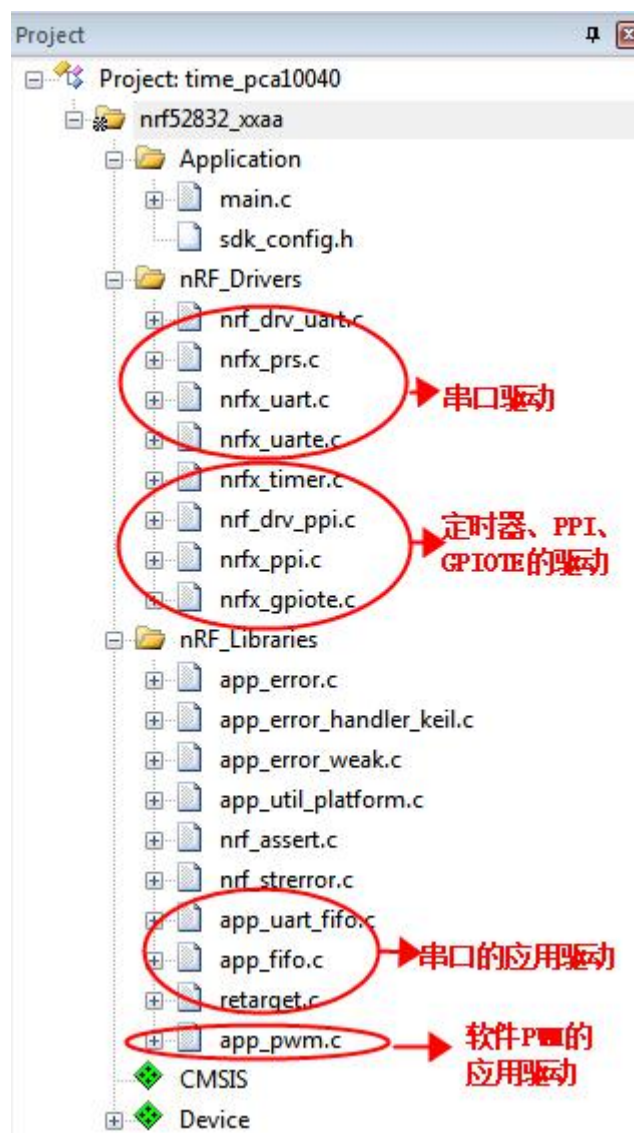 Project
Project: time_pca10040
nrf52832_xxaa
Application
main.c
sdk_config.h
nRF_Drivers
nrf_drv_uart.c
nrfx_prs.c
nrfx_uart.c
串口驱动
nrfx_uarte.c
nrfx_timer.c
nrf_drv_ppi.c
定时器、PPI、
nrfx_ppi.c
GPIOTE的驱动
nrfx_gpiote.c
nRF_Libraries
app_error.c
app_error_handler_keil.c
app_error_weak.c
app_util_platform.c
nrf_assert.c
nrf_strerror.c
app_uart_fifo.c
app_fifo.c
串口的应用驱动
retarget.c
app_pwm.c
软件PWM的
应用驱动
CMSIS
Device